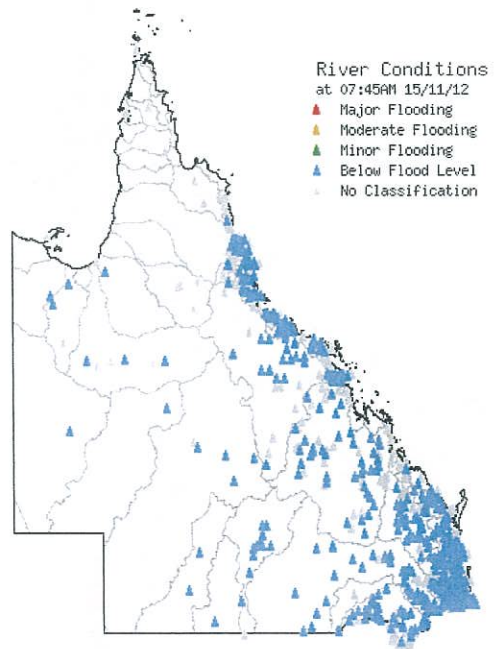 River Conditions
at 07:45AM 15/11/12
Major Flooding
Moderate Flooding
Minor Flooding
Below Flood Level
No Classification